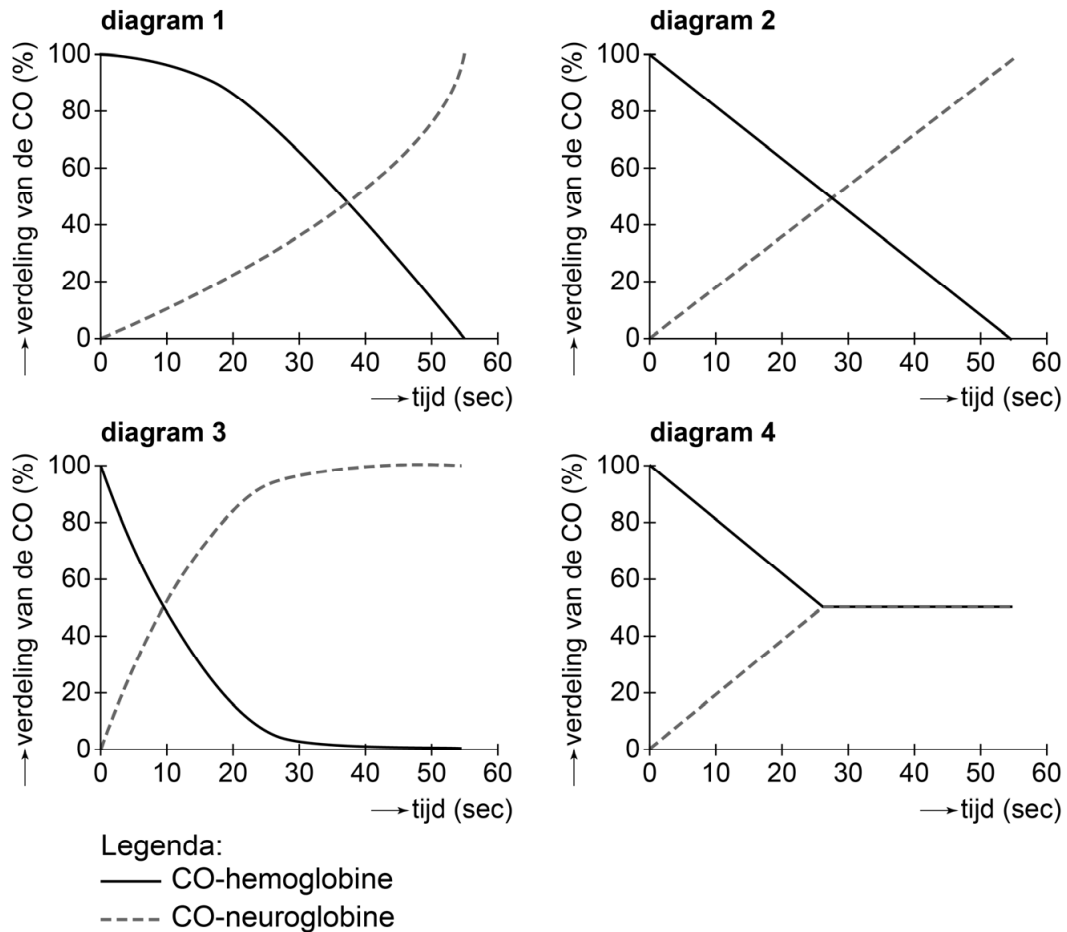 diagram 1
verdeling van de CO (%)
100
80
60
40
20
0
0 10 20 30 40 50 60
tijd (sec)
diagram 2
verdeling van de CO (%)
100
80
60
40
20
0
0 10 20 30 40 50 60
tijd (sec)
diagram 3
verdeling van de CO (%)
100
80
60
40
20
0
0 10 20 30 40 50 60
tijd (sec)
diagram 4
verdeling van de CO (%)
100
80
60
40
20
0
0 10 20 30 40 50 60
tijd (sec)
Legenda:
CO-hemoglobine
CO-neuroglobine